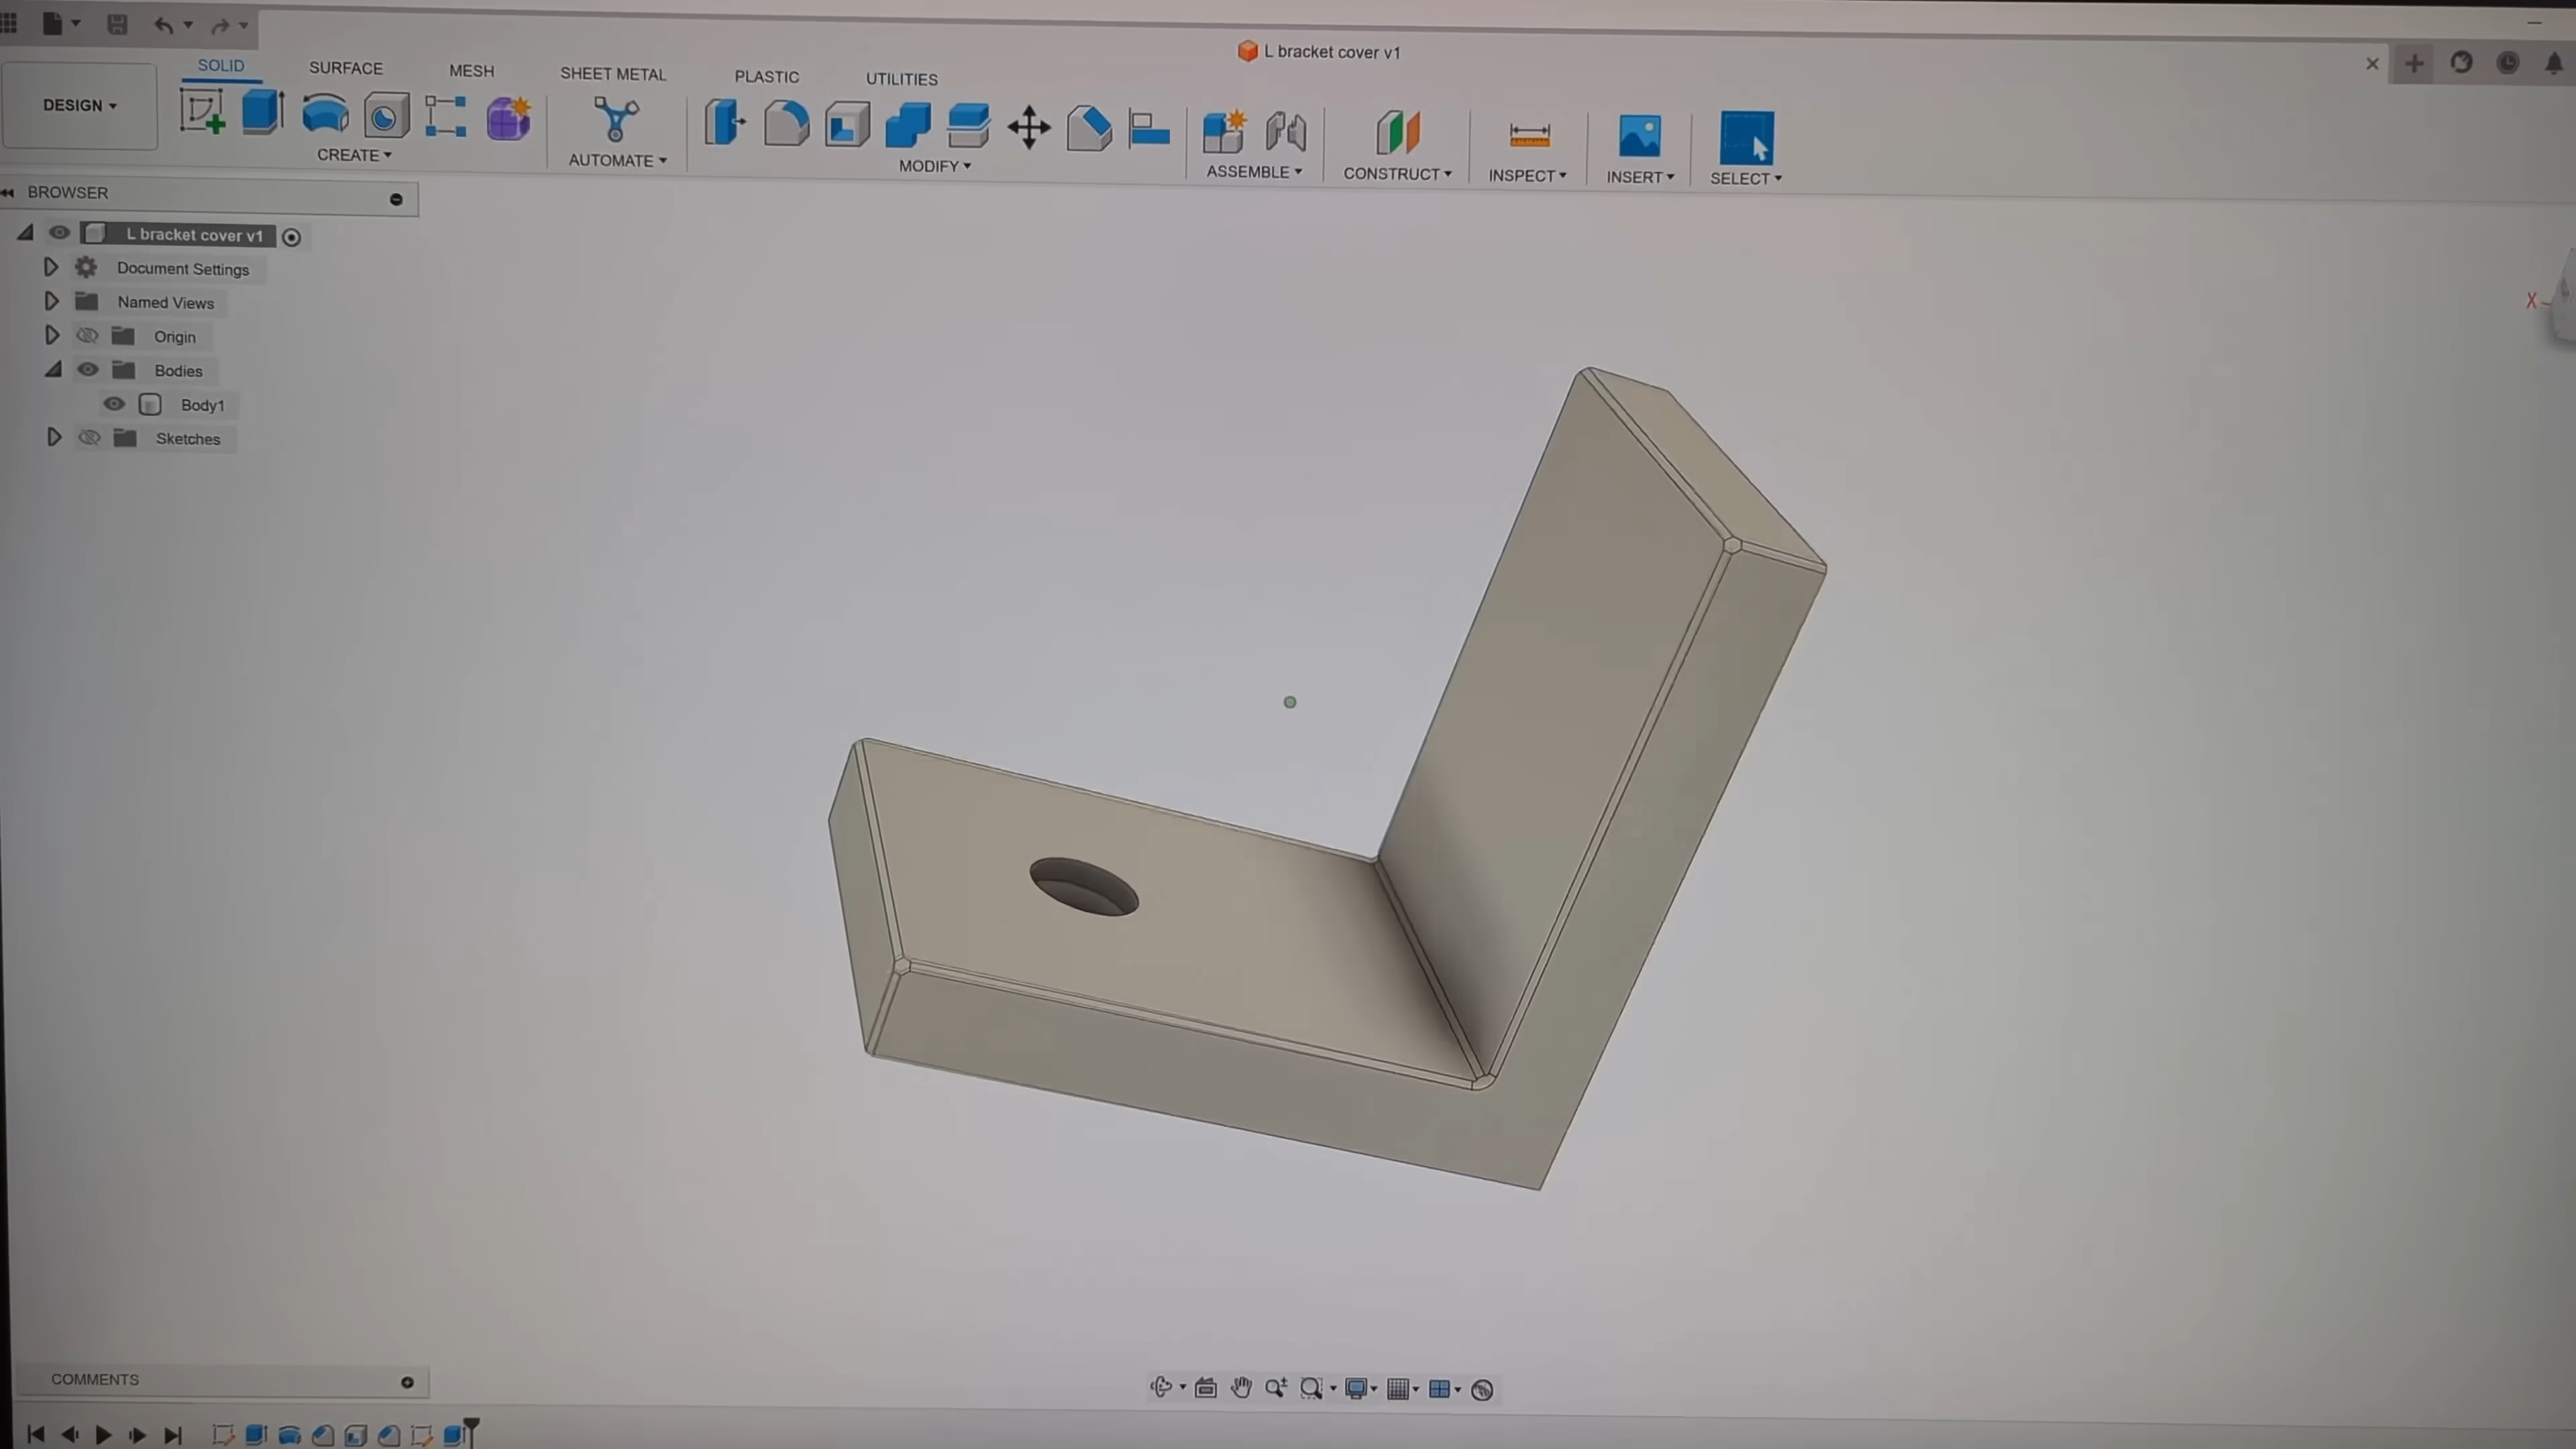 L bracket cover v1
SOLID SURFACE MESH SHEET METAL PLASTIC UTILITIES
DESIGN
CREATE AUTOMATE MODIFY ASSEMBLE CONSTRUCT INSPECT INSERT SELECT
BROWSER
L bracket cover v1
Document Settings
Named Views
Origin
Bodies
Body1
Sketches
X
COMMENTS